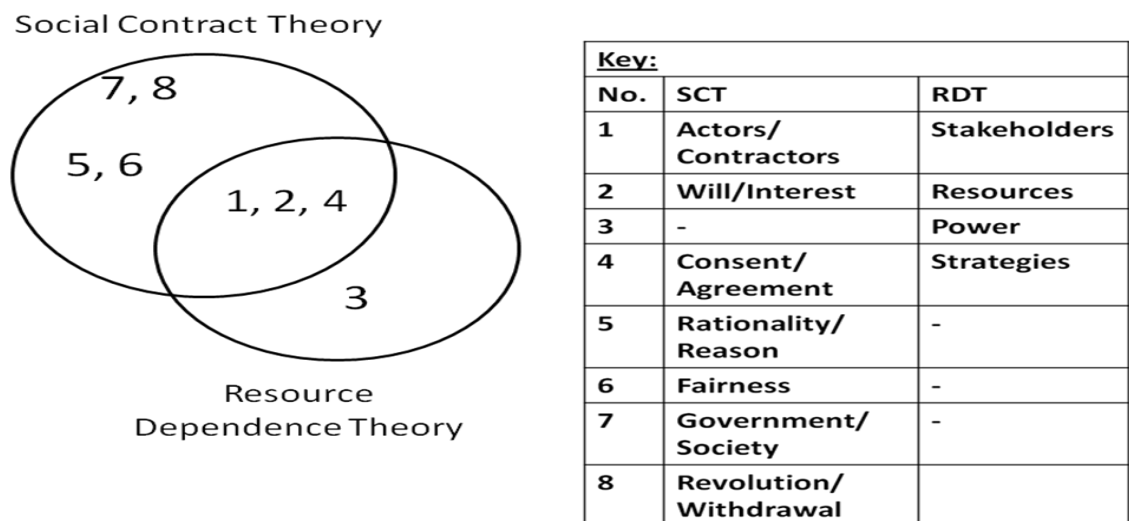 Social Contract Theory
7, 8
5, 6
1, 2, 4
3
Resource
Dependence Theory
Key:
No. SCT RDT
1 Actors/ Stakeholders
Contractors
2 Will/Interest Resources
3 - Power
4 Consent/ Strategies
Agreement
5 Rationality/ -
Reason
6 Fairness -
7 Government/ -
Society
8 Revolution/
Withdrawal